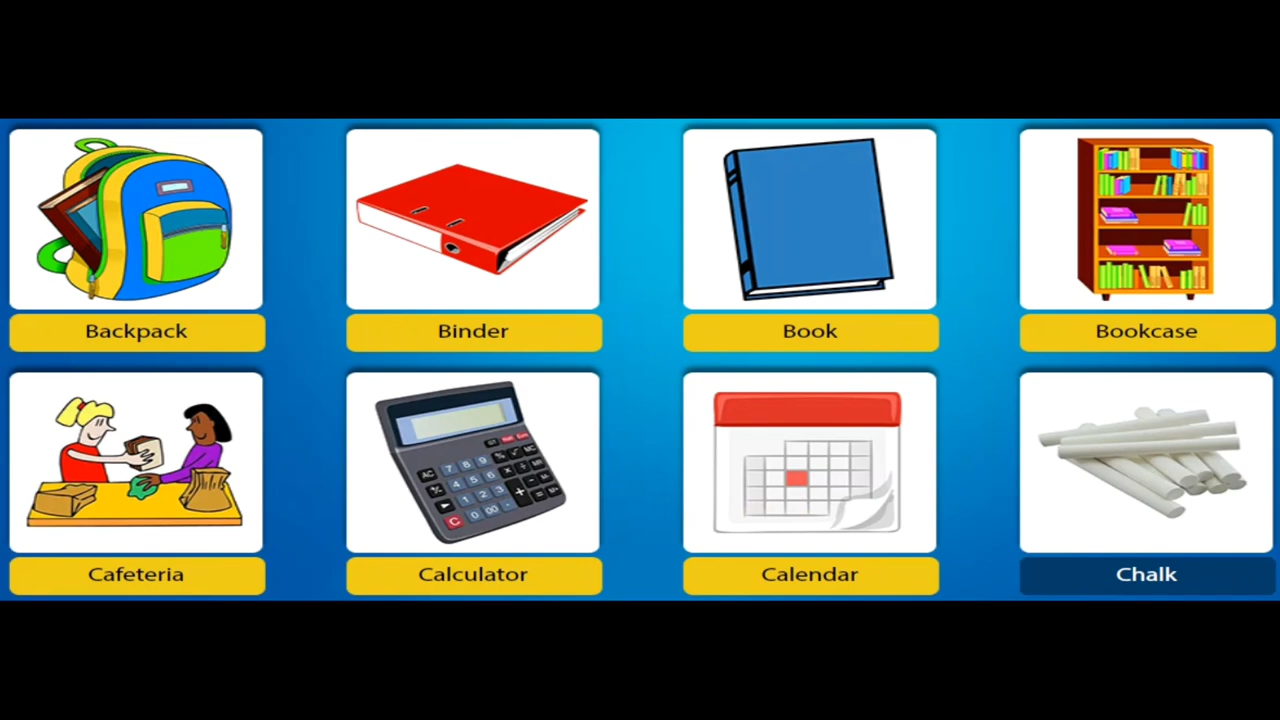 Backpack
Binder
Book
Bookcase
Cafeteria
Calculator
Calendar
Chalk